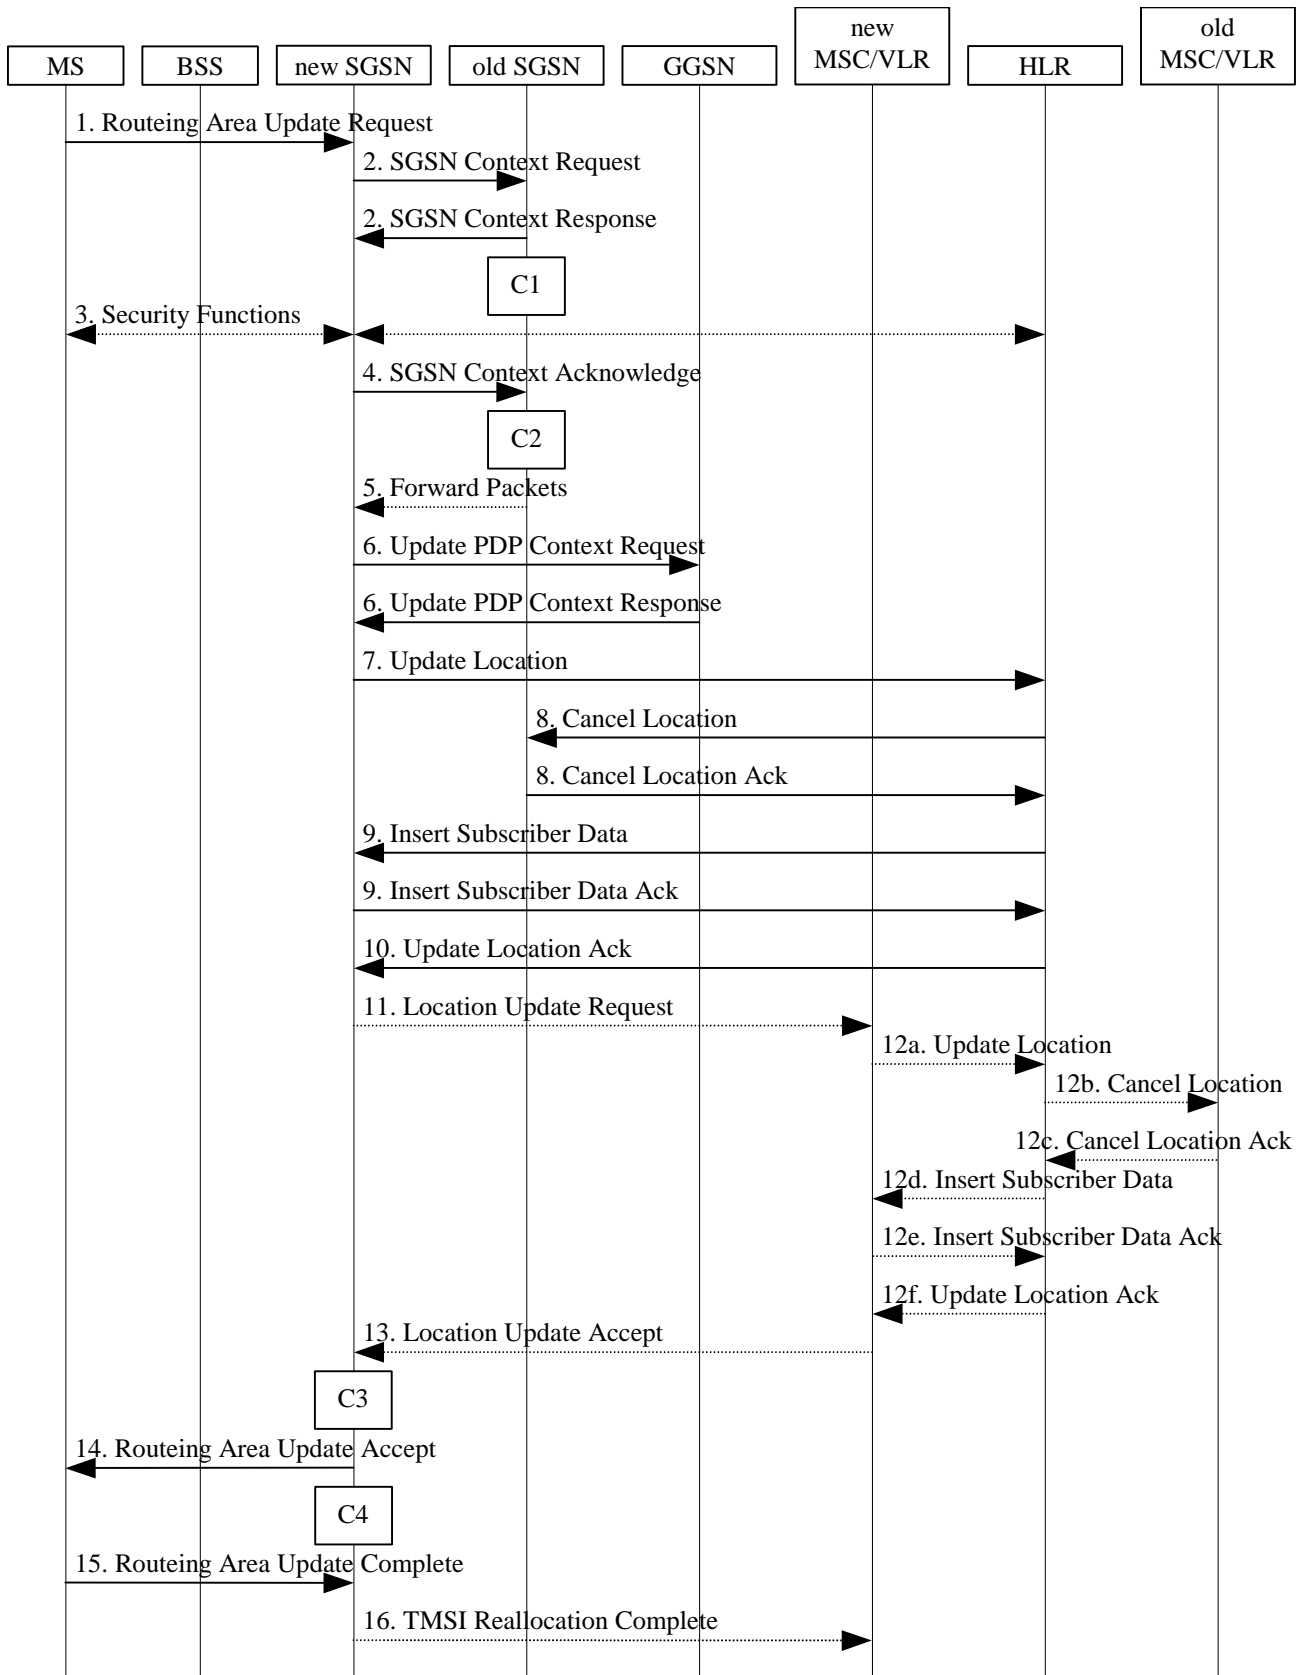 new
MSC/VLR
old
MSC/VLR
MS
BSS
new SGSN
old SGSN
GGSN
HLR
1. Routeing Area Update Request
2. SGSN Context Request
2. SGSN Context Response
C1
3. Security Functions
4. SGSN Context Acknowledge
C2
5. Forward Packets
6. Update PDP Context Request
6. Update PDP Context Response
7. Update Location
8. Cancel Location
8. Cancel Location Ack
9. Insert Subscriber Data
9. Insert Subscriber Data Ack
10. Update Location Ack
11. Location Update Request
12a. Update Location
12b. Cancel Location
12c. Cancel Location Ack
12d. Insert Subscriber Data
12e. Insert Subscriber Data Ack
12f. Update Location Ack
13. Location Update Accept
C3
14. Routeing Area Update Accept
C4
15. Routeing Area Update Complete
16. TMSI Reallocation Complete